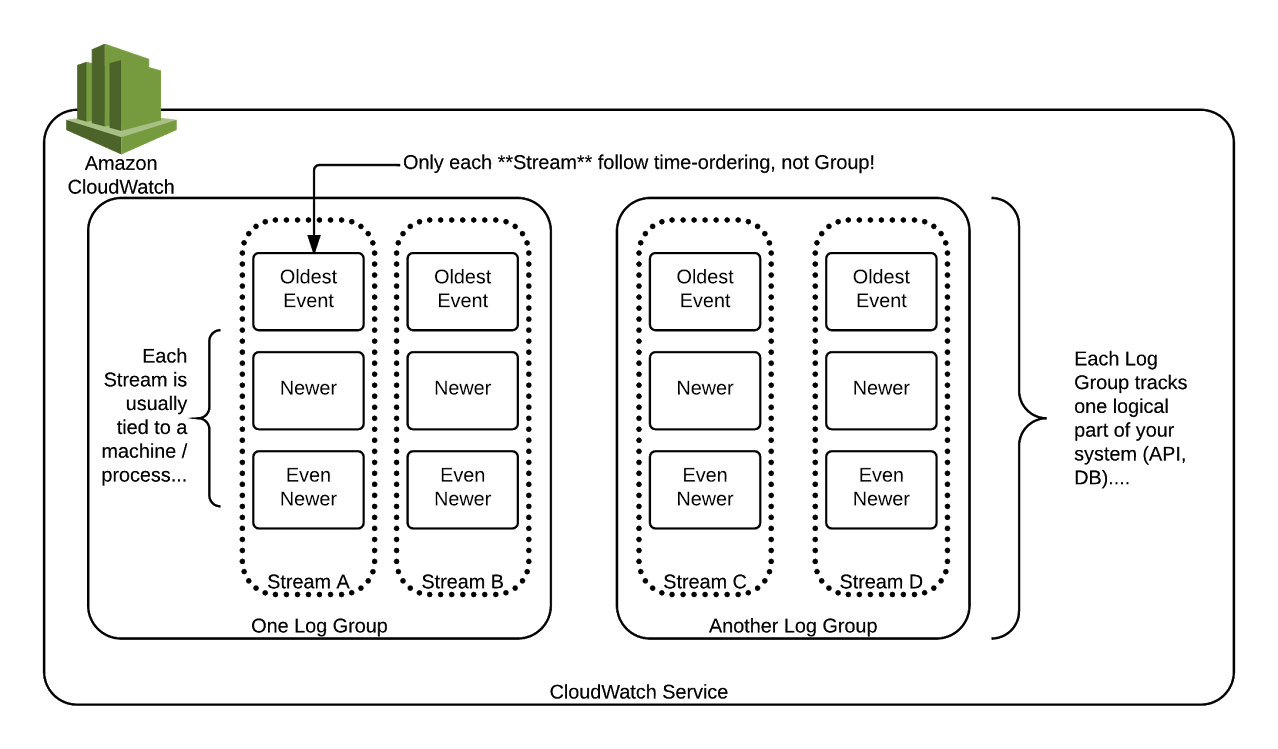 Amazon
CloudWatch
Only each **Stream** follow time-ordering, not Group!
Each
Stream is
usually
tied to a
machine /
process...
Oldest
Event
Newer
Even
Newer
Stream A
Oldest
Event
Newer
Even
Newer
Stream B
One Log Group
Oldest
Event
Newer
Even
Newer
Stream C
Oldest
Event
Newer
Even
Newer
Stream D
Another Log Group
Each Log
Group tracks
one logical
part of your
system (API,
DB)....
CloudWatch Service